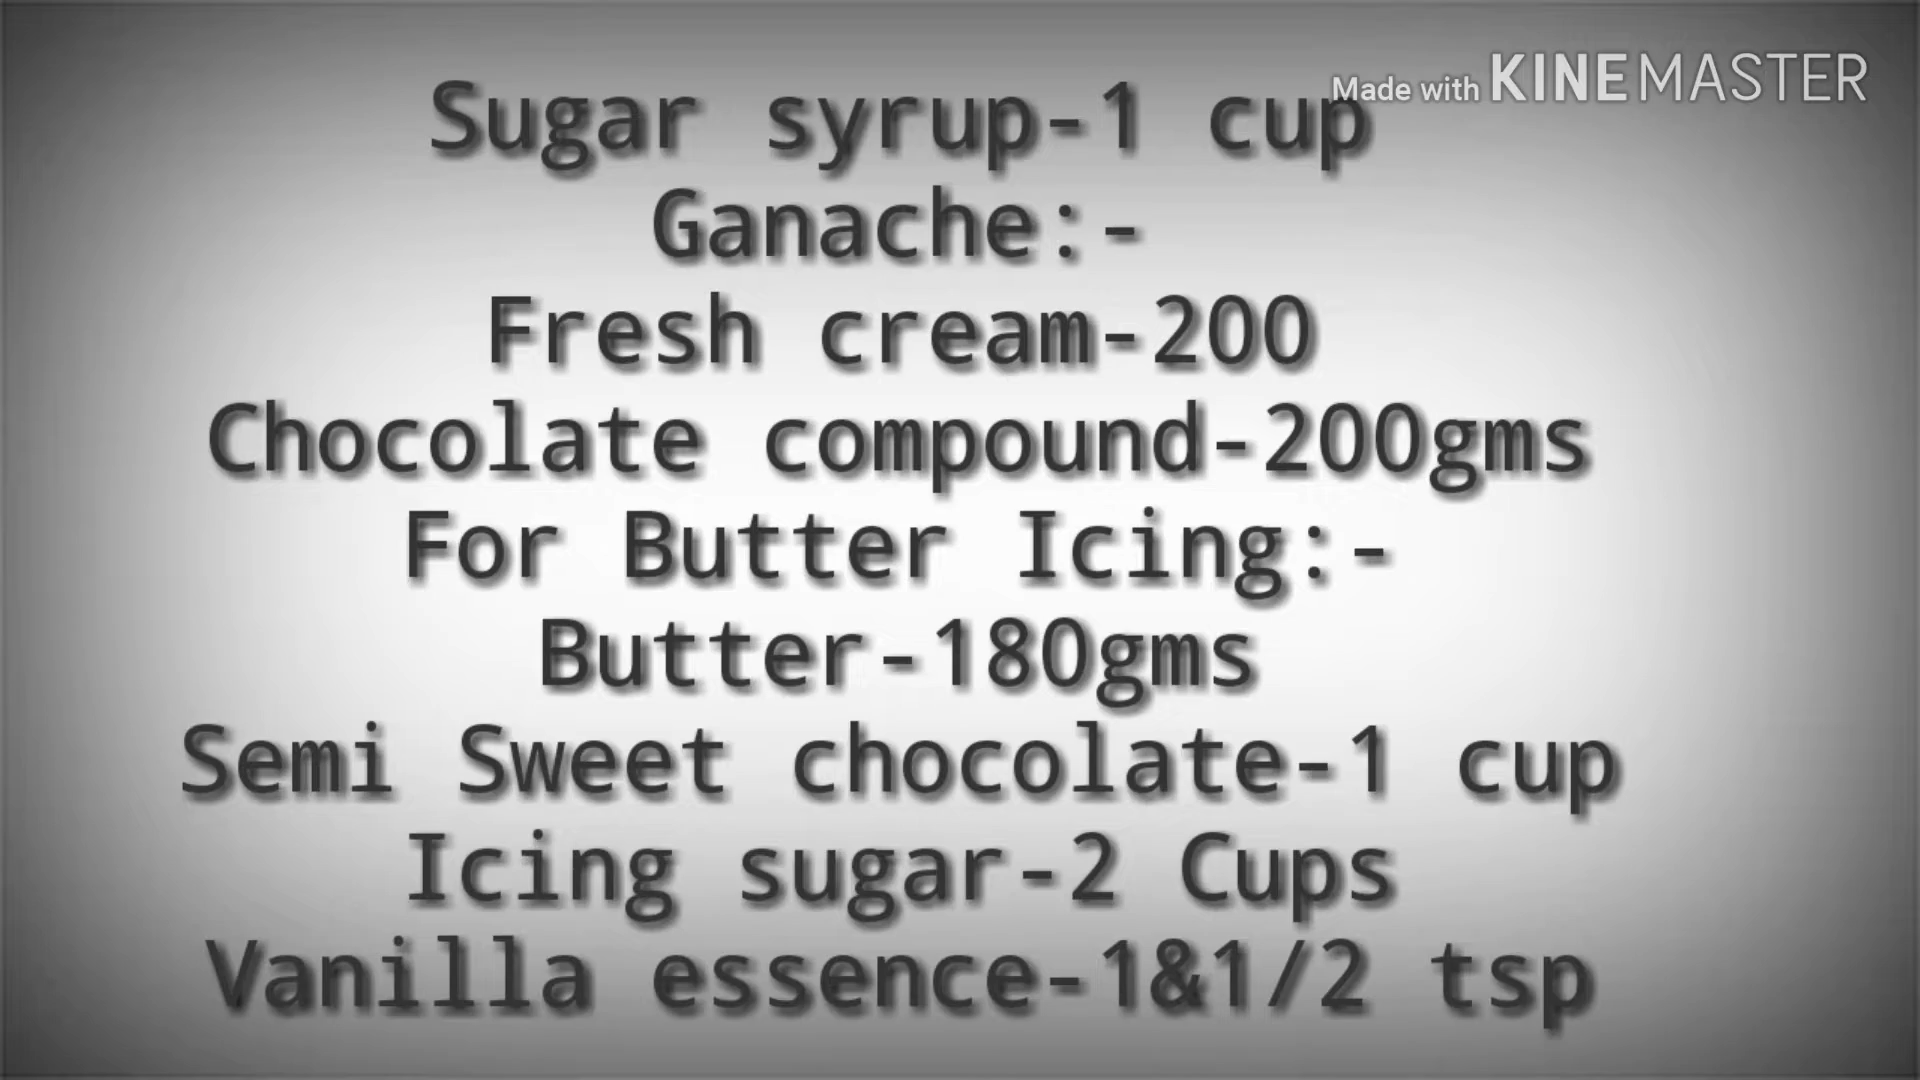 Made with KINEMASTER
Sugar syrup-1 cup
Ganache:-
Fresh cream-200
Chocolate compound-200gms
For Butter Icing:-
Butter-180gms
Semi Sweet chocolate-1 cup
Icing sugar-2 Cups
Vanilla essence-1&1/2 tsp